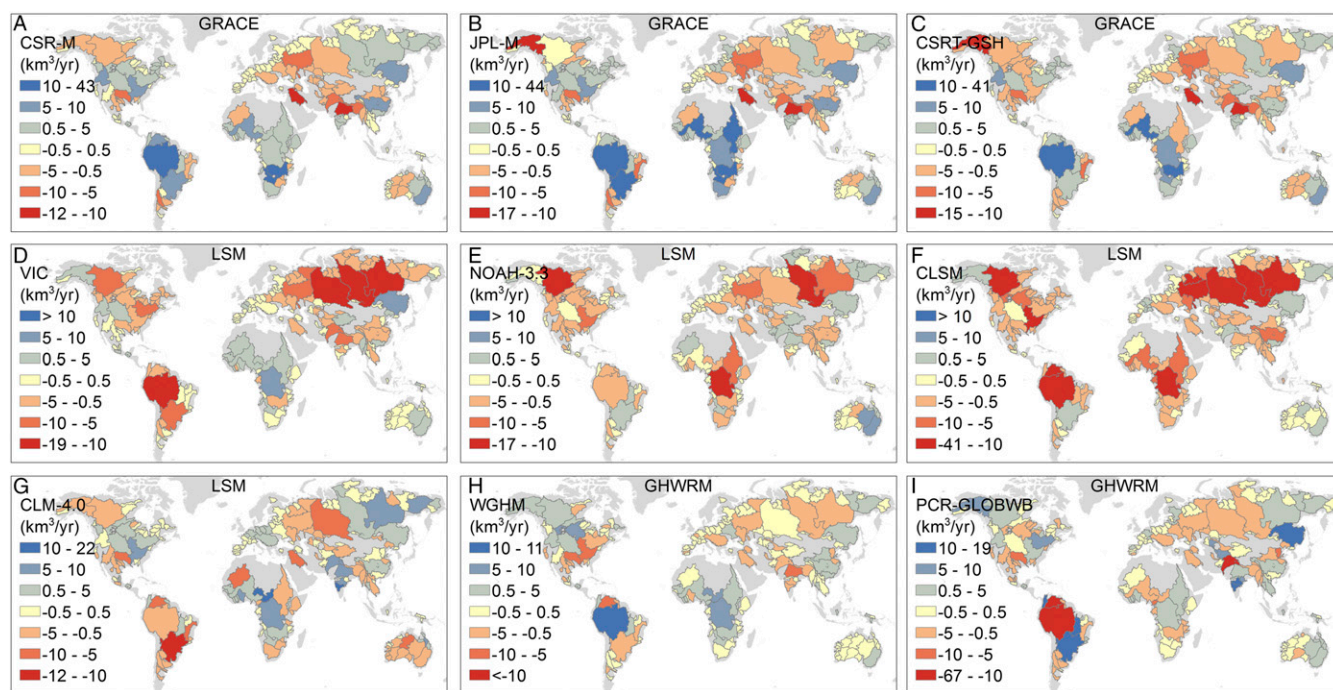 A GRACE
CSR-M
(km³/yr)
10 - 43
5 - 10
0.5 - 5
-0.5 - 0.5
-5 - -0.5
-10 - -5
-12 - -10
B GRACE
JPL-M
(km³/yr)
10 - 44
5 - 10
0.5 - 5
-0.5 - 0.5
-5 - -0.5
-10 - -5
-17 - -10
C GRACE
CSRT-GSH
(km³/yr)
10 - 41
5 - 10
0.5 - 5
-0.5 - 0.5
-5 - -0.5
-10 - -5
-15 - -10
D LSM
VIC
(km³/yr)
> 10
5 - 10
0.5 - 5
-0.5 - 0.5
-5 - -0.5
-10 - -5
-19 - -10
E LSM
NOAH-3.3
(km³/yr)
> 10
5 - 10
0.5 - 5
-0.5 - 0.5
-5 - -0.5
-10 - -5
-17 - -10
F LSM
CLSM
(km³/yr)
> 10
5 - 10
0.5 - 5
-0.5 - 0.5
-5 - -0.5
-10 - -5
-41 - -10
G LSM
CLM-4.0
(km³/yr)
10 - 22
5 - 10
0.5 - 5
-0.5 - 0.5
-5 - -0.5
-10 - -5
-12 - -10
H GHWRM
WGHM
(km³/yr)
10 - 11
5 - 10
0.5 - 5
-0.5 - 0.5
-5 - -0.5
-10 - -5
<-10
I GHWRM
PCR-GLOBWB
(km³/yr)
10 - 19
5 - 10
0.5 - 5
-0.5 - 0.5
-5 - -0.5
-10 - -5
-67 - -10